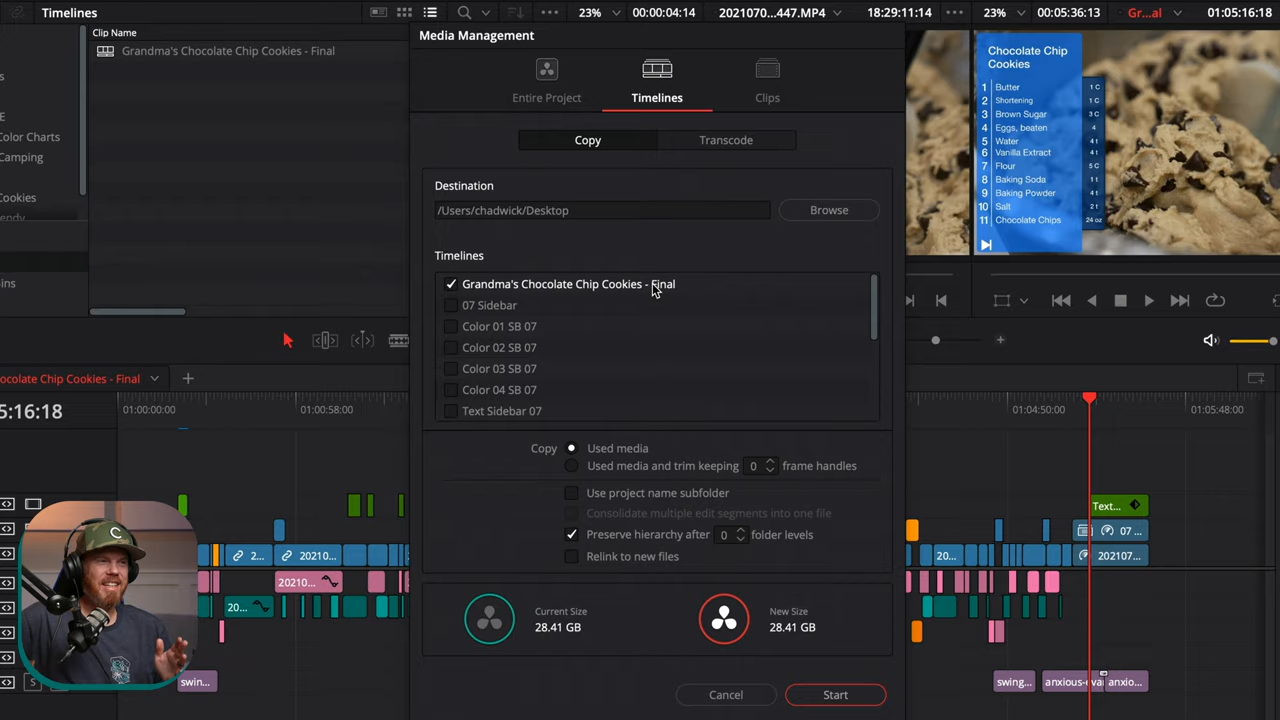 Timelines
23%
00:00:04:14
2021070...447.MP4
18:29:11:14
23%
00:05:36:13
Gr...al
01:05:16:18
Clip Name
Grandma's Chocolate Chip Cookies - Final
s
E
Color Charts
Camping
Cookies
endy
ins
Media Management
Entire Project
Timelines
Clips
Copy
Transcode
Destination
/Users/chadwick/Desktop
Browse
Timelines
Grandma's Chocolate Chip Cookies - Final
07 Sidebar
Color 01 SB 07
Color 02 SB 07
Color 03 SB 07
Color 04 SB 07
Text Sidebar 07
Copy
Used media
Used media and trim keeping 0 frame handles
Use project name subfolder
Consolidate multiple edit segments into one file
Preserve hierarchy after 0 folder levels
Relink to new files
Current Size
28.41 GB
New Size
28.41 GB
Cancel
Start
Chocolate Chip
Cookies
1 Butter 1 C
2 Shortening 1 C
3 Brown Sugar 3 C
4 Eggs, beaten 4
5 Water 4 t
6 Vanilla Extract 4 t
7 Flour 5 C
8 Baking Soda 1 t
9 Baking Powder 4 t
10 Salt 2 t
11 Chocolate Chips 24 oz
ocolate Chip Cookies - Final
5:16:18
01:00:00:00
01:00:58:00
01:04:50:00
01:05:48:00
Text...
07 ...
2...
20210...
20...
202107...
20210...
20...
C
S
swin...
swing...
anxious-evar
anxio...